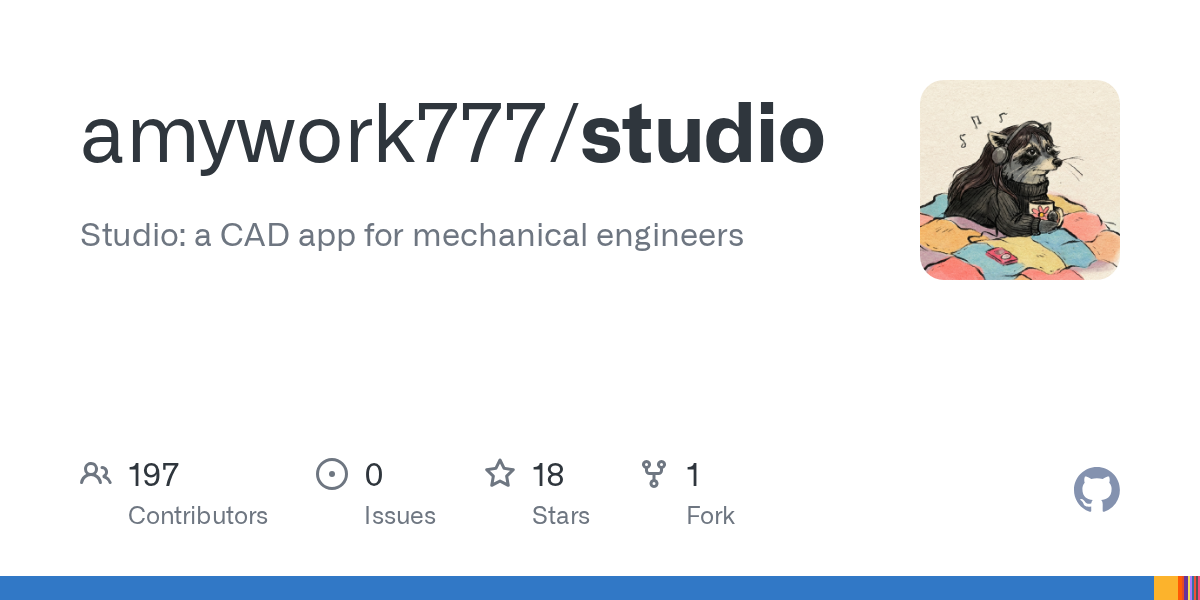 amywork777/studio
Studio: a CAD app for mechanical engineers
197
Contributors
0
Issues
18
Stars
1
Fork